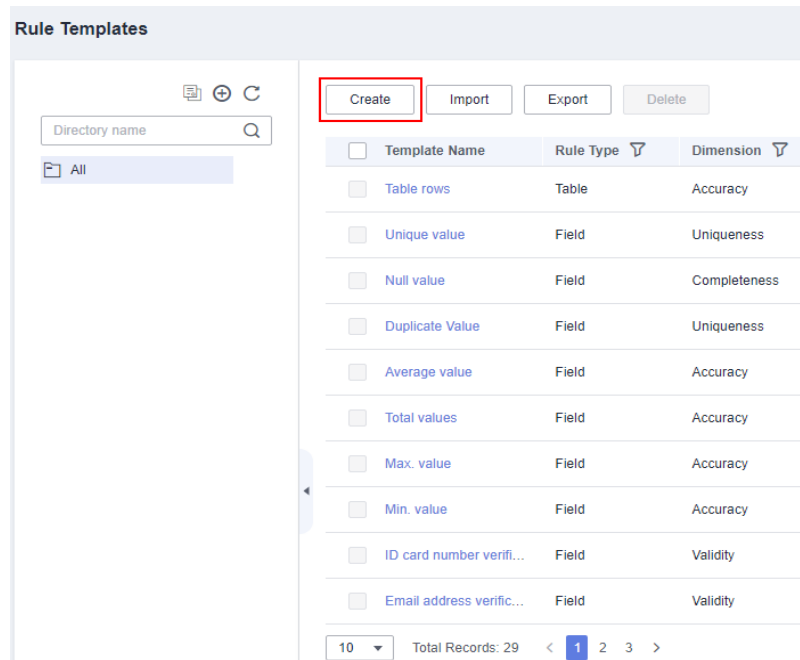 Rule Templates
Directory name
All
Create Import Export Delete
Template Name Rule Type Dimension
Table rows Table Accuracy
Unique value Field Uniqueness
Null value Field Completeness
Duplicate Value Field Uniqueness
Average value Field Accuracy
Total values Field Accuracy
Max. value Field Accuracy
Min. value Field Accuracy
ID card number verifi... Field Validity
Email address verific... Field Validity
10 Total Records: 29 < 1 2 3 >